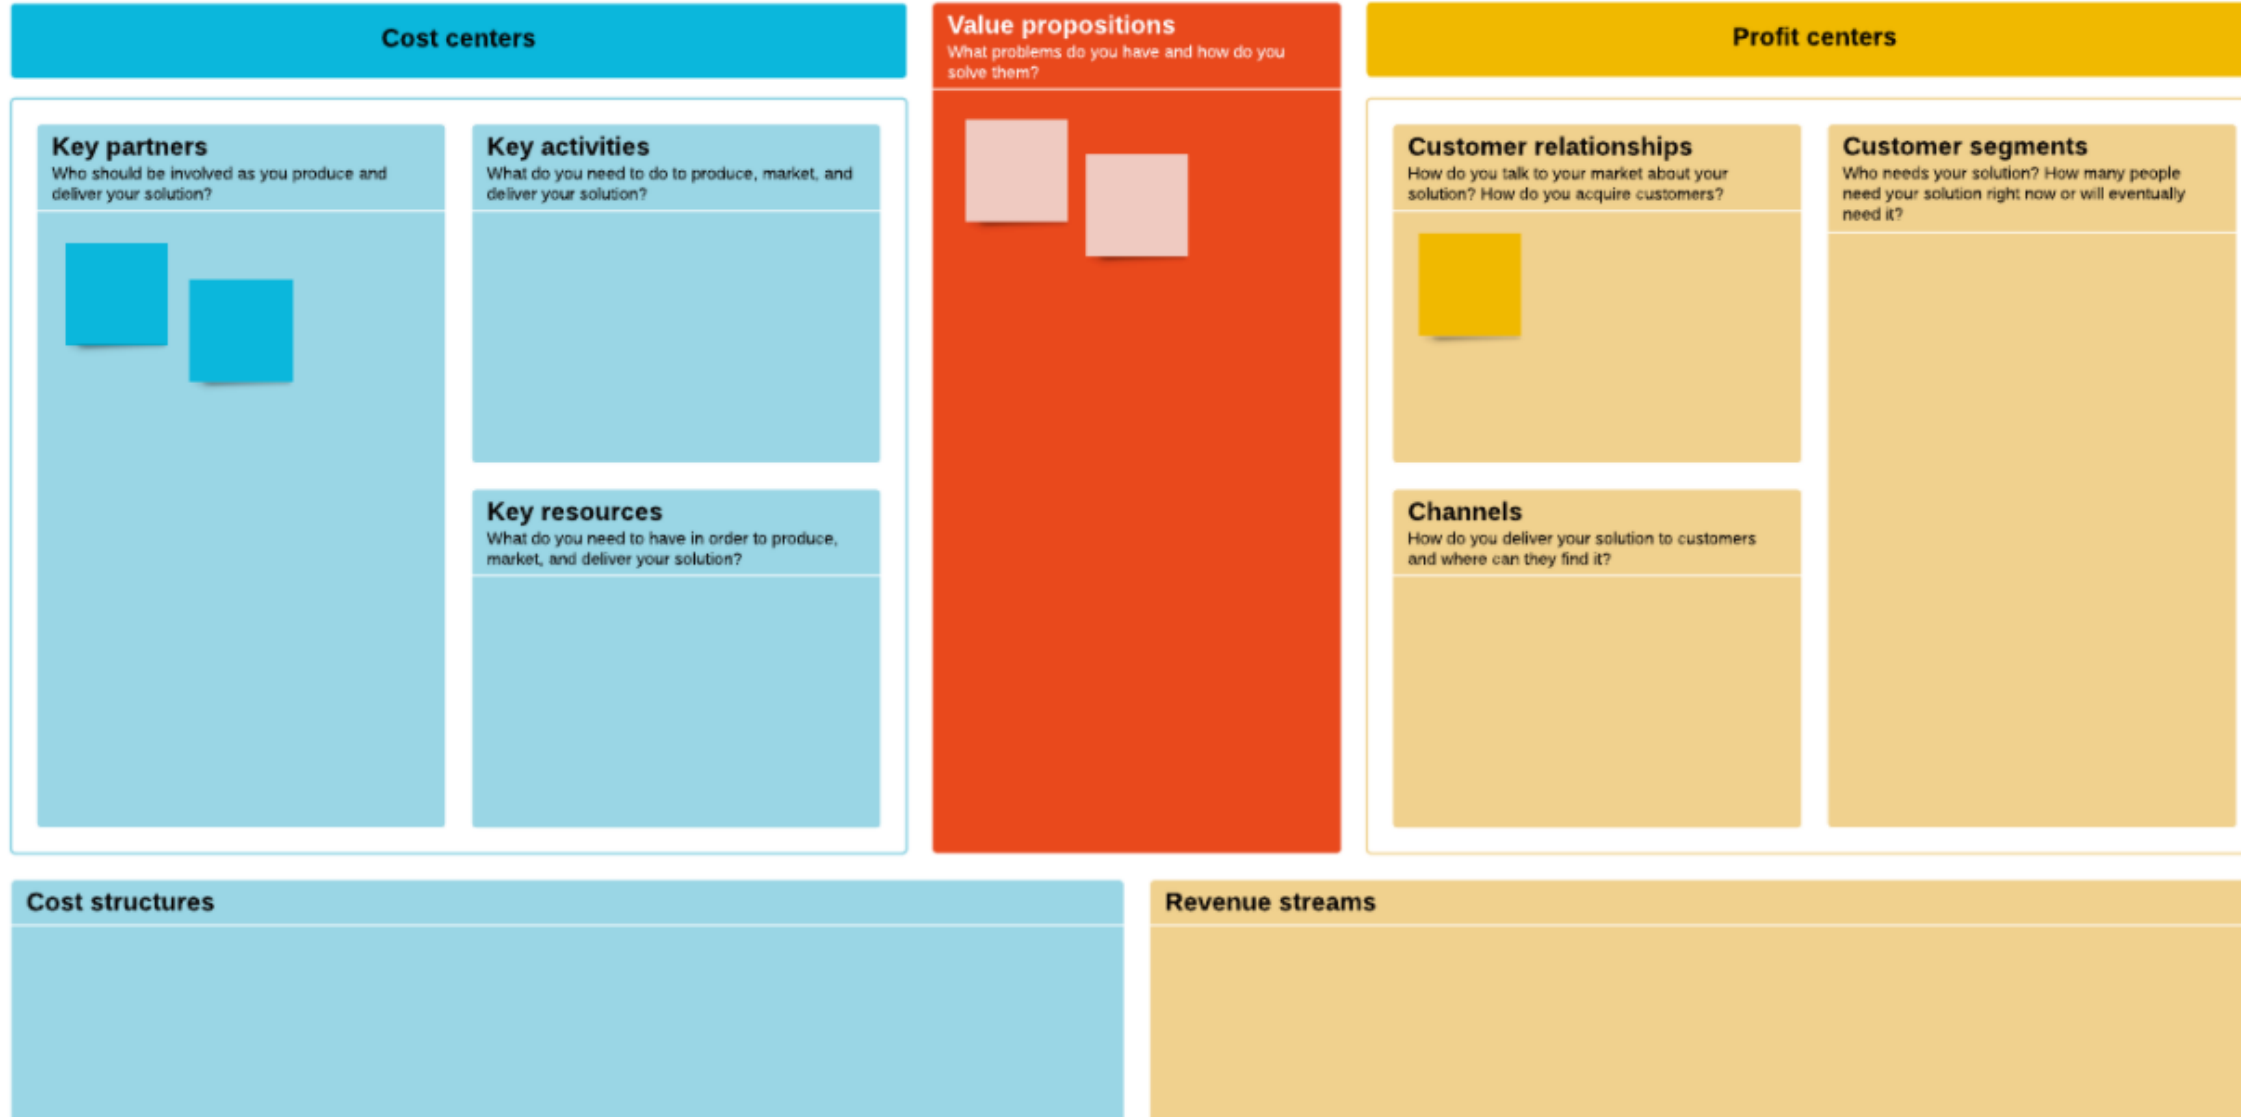 Cost centers
Key partners
Who should be involved as you produce and
deliver your solution?
Key activities
What do you need to do to produce, market, and
deliver your solution?
Key resources
What do you need to have in order to produce,
market, and deliver your solution?
Value propositions
What problems do you have and how do you
solve them?
Profit centers
Customer relationships
How do you talk to your market about your
solution? How do you acquire customers?
Channels
How do you deliver your solution to customers
and where can they find it?
Customer segments
Who needs your solution? How many people
need your solution right now or will eventually
need it?
Cost structures
Revenue streams